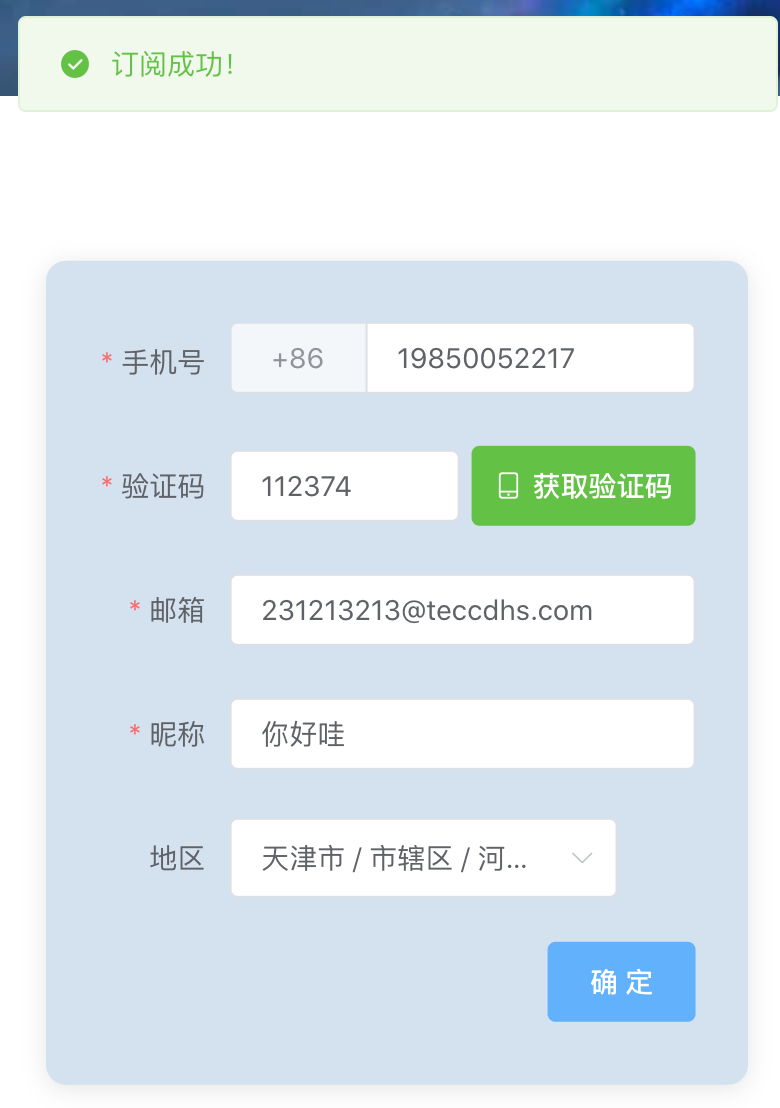 订阅成功!
* 手机号 +86 19850052217
* 验证码 112374 获取验证码
* 邮箱 231213213@teccdhs.com
* 昵称 你好哇
地区 天津市 / 市辖区 / 河...
确 定